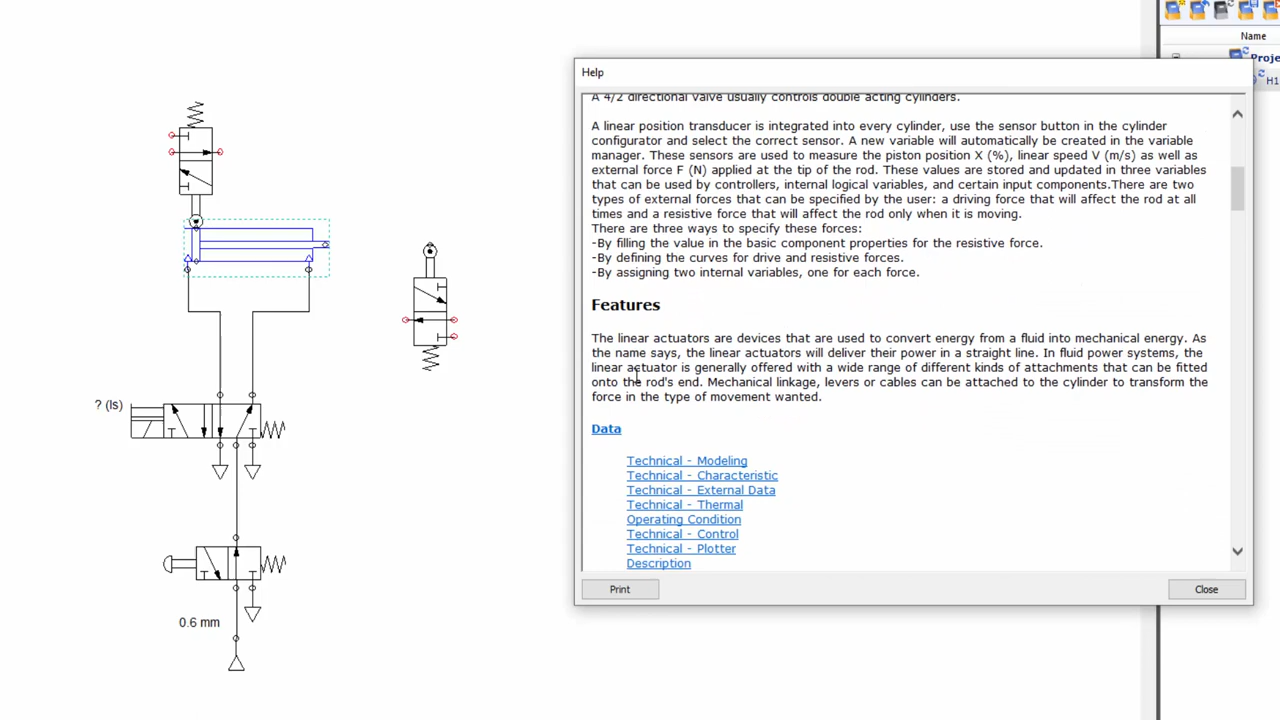 Name
Proje
H1
Help
A 4/2 directional valve usually controls double acting cylinders.
A linear position transducer is integrated into every cylinder, use the sensor button in the cylinder
configurator and select the correct sensor. A new variable will automatically be created in the variable
manager. These sensors are used to measure the piston position X (%), linear speed V (m/s) as well as
external force F (N) applied at the tip of the rod. These values are stored and updated in three variables
that can be used by controllers, internal logical variables, and certain input components.There are two
types of external forces that can be specified by the user: a driving force that will affect the rod at all
times and a resistive force that will affect the rod only when it is moving.
There are three ways to specify these forces:
-By filling the value in the basic component properties for the resistive force.
-By defining the curves for drive and resistive forces.
-By assigning two internal variables, one for each force.
Features
The linear actuators are devices that are used to convert energy from a fluid into mechanical energy. As
the name says, the linear actuators will deliver their power in a straight line. In fluid power systems, the
linear actuator is generally offered with a wide range of different kinds of attachments that can be fitted
onto the rod's end. Mechanical linkage, levers or cables can be attached to the cylinder to transform the
force in the type of movement wanted.
Data
Technical - Modeling
Technical - Characteristic
Technical - External Data
Technical - Thermal
Operating Condition
Technical - Control
Technical - Plotter
Description
Print
Close
? (ls)
0.6 mm